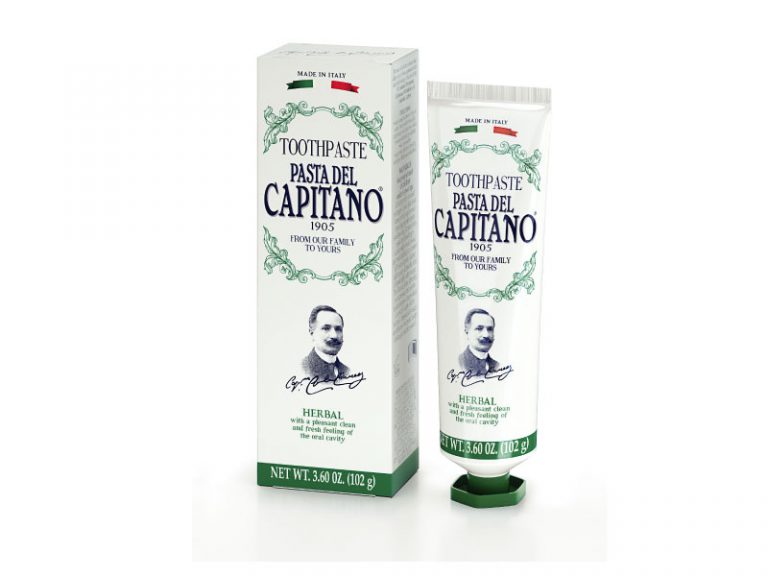 MADE IN ITALY
TOOTHPASTE
PASTA DEL
CAPITANO®
1905
FROM OUR FAMILY
TO YOURS
HERBAL
with a pleasant clean
and fresh feeling of
the oral cavity
NET WT. 3.60 OZ. (102 g)
MADE IN ITALY
TOOTHPASTE
PASTA DEL
CAPITANO®
1905
FROM OUR FAMILY
TO YOURS
HERBAL
with a pleasant clean
and fresh feeling of
the oral cavity
WT. 3.60 OZ. (102 g)